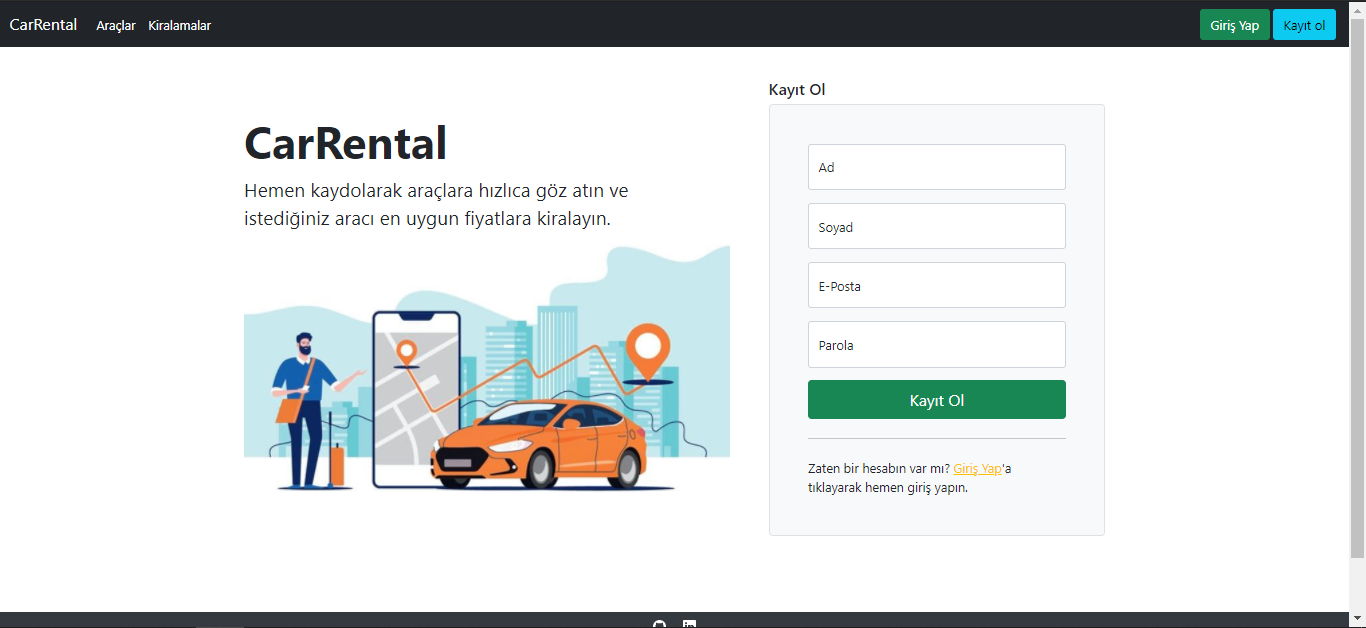 CarRental Araçlar Kiralamalar Giriş Yap Kayıt ol
CarRental
Hemen kaydolarak araçlara hızlıca göz atın ve
istediğiniz aracı en uygun fiyatlara kiralayın.
Kayıt Ol
Ad
Soyad
E-Posta
Parola
Kayıt Ol
Zaten bir hesabın var mı? Giriş Yap'a
tıklayarak hemen giriş yapın.